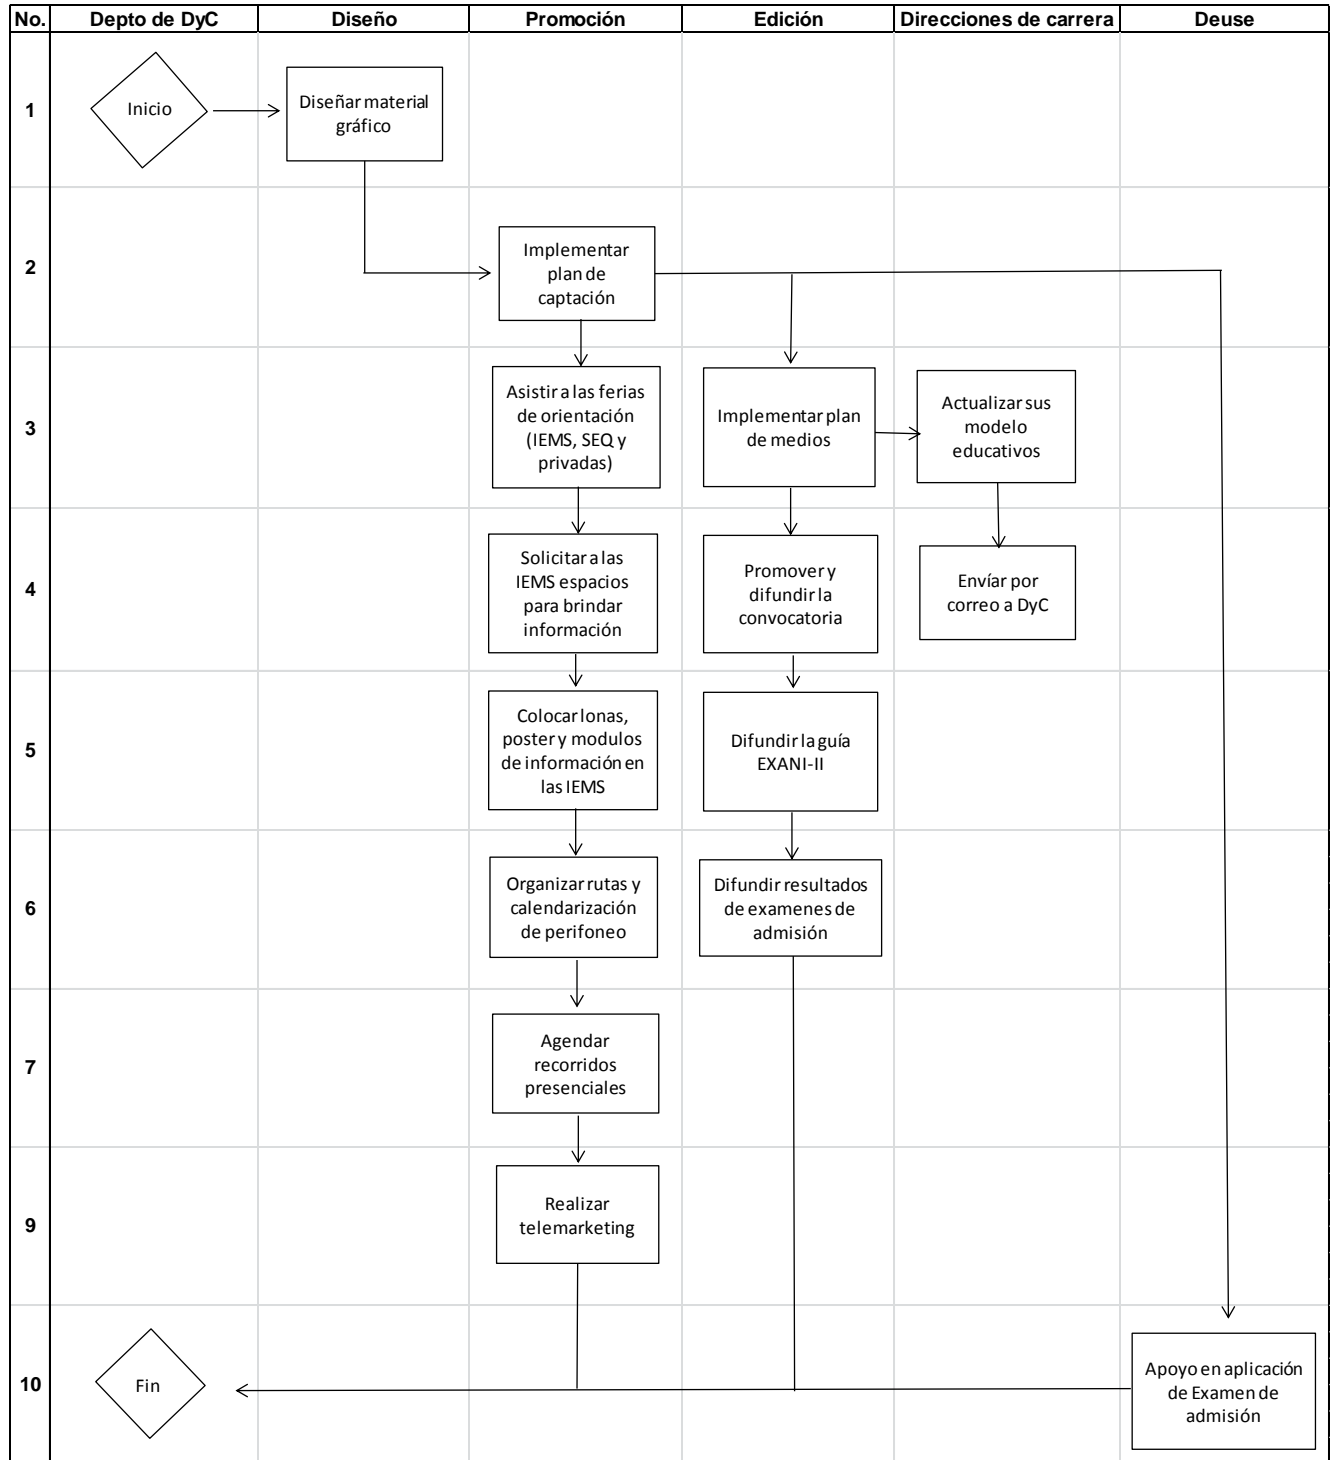 No. Depto de DyC Diseño Promoción Edición Direcciones de carrera Deuse
1
Inicio
Diseñar material
gráfico
2
Implementar
plan de
captación
3
Asistir a las ferias
de orientación
(IEMS, SEQ y
privadas)
Implementar plan
de medios
Actualizar sus
modelo
educativos
4
Solicitar a las
IEMS espacios
para brindar
información
Promover y
difundir la
convocatoria
Envíar por
correo a DyC
5
Colocar lonas,
poster y modulos
de información en
las IEMS
Difundir la guía
EXANI-II
6
Organizar rutas y
calendarización
de perifoneo
Difundir resultados
de examenes de
admisión
7
Agendar
recorridos
presenciales
9
Realizar
telemarketing
10
Fin
Apoyo en aplicación
de Examen de
admisión